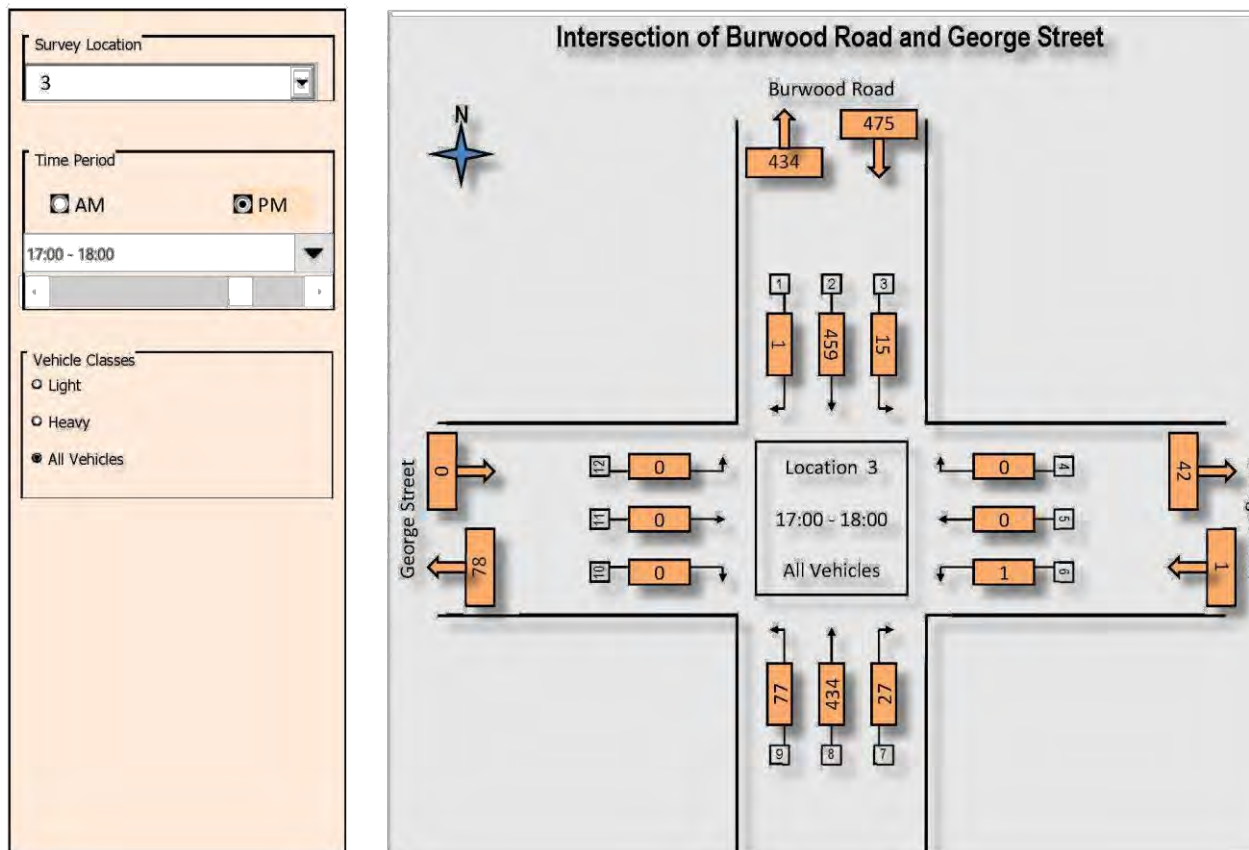 Survey Location
3
Time Period
AM
PM
17:00 - 18:00
Vehicle Classes
Light
Heavy
All Vehicles
Intersection of Burwood Road and George Street
Burwood Road
N
475
434
1 2 3
1 459 15
George Street
0
78
12 0
11 0
10 0
Location 3
17:00 - 18:00
All Vehicles
0 4
0 5
1 6
42
1
77 434 27
9 8 7